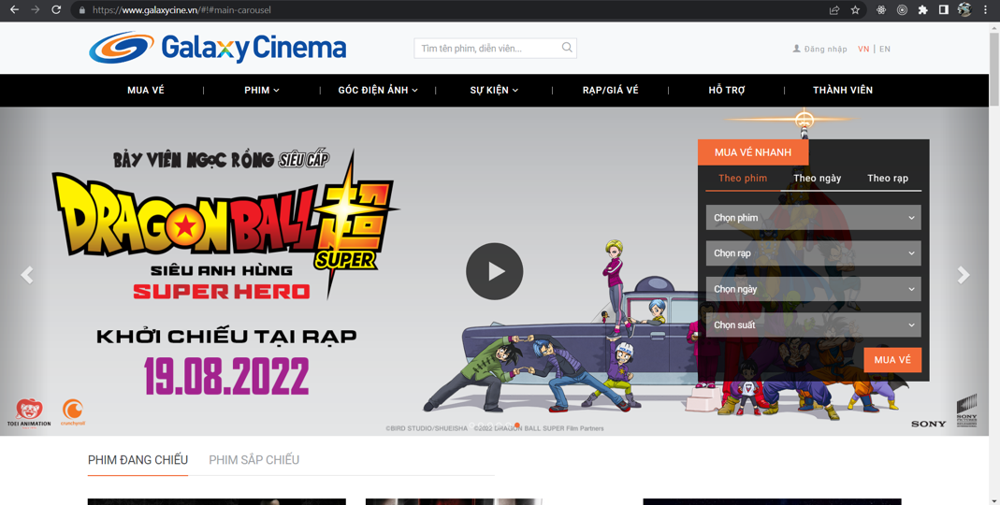 https://www.galaxycine.vn/#!#main-carousel
Galaxy Cinema
Tìm tên phim, diễn viên...
Đăng nhập VN | EN
MUA VÉ | PHIM | GÓC ĐIỆN ẢNH | SỰ KIỆN | RẠP/GIÁ VÉ | HỖ TRỢ | THÀNH VIÊN
BẢY VIÊN NGỌC RỒNG SIÊU CẤP
DRAGON BALL 超
SUPER
SIÊU ANH HÙNG
SUPER HERO
KHỞI CHIẾU TẠI RẠP
19.08.2022
MUA VÉ NHANH
Theo phim Theo ngày Theo rạp
Chọn phim
Chọn rạp
Chọn ngày
Chọn suất
MUA VÉ
TOEI ANIMATION
crunchyroll
©BIRD STUDIO/SHUEISHA ©2022 DRAGON BALL SUPER Film Partners
SONY
SONY
PICTURES
PHIM ĐANG CHIẾU PHIM SẮP CHIẾU